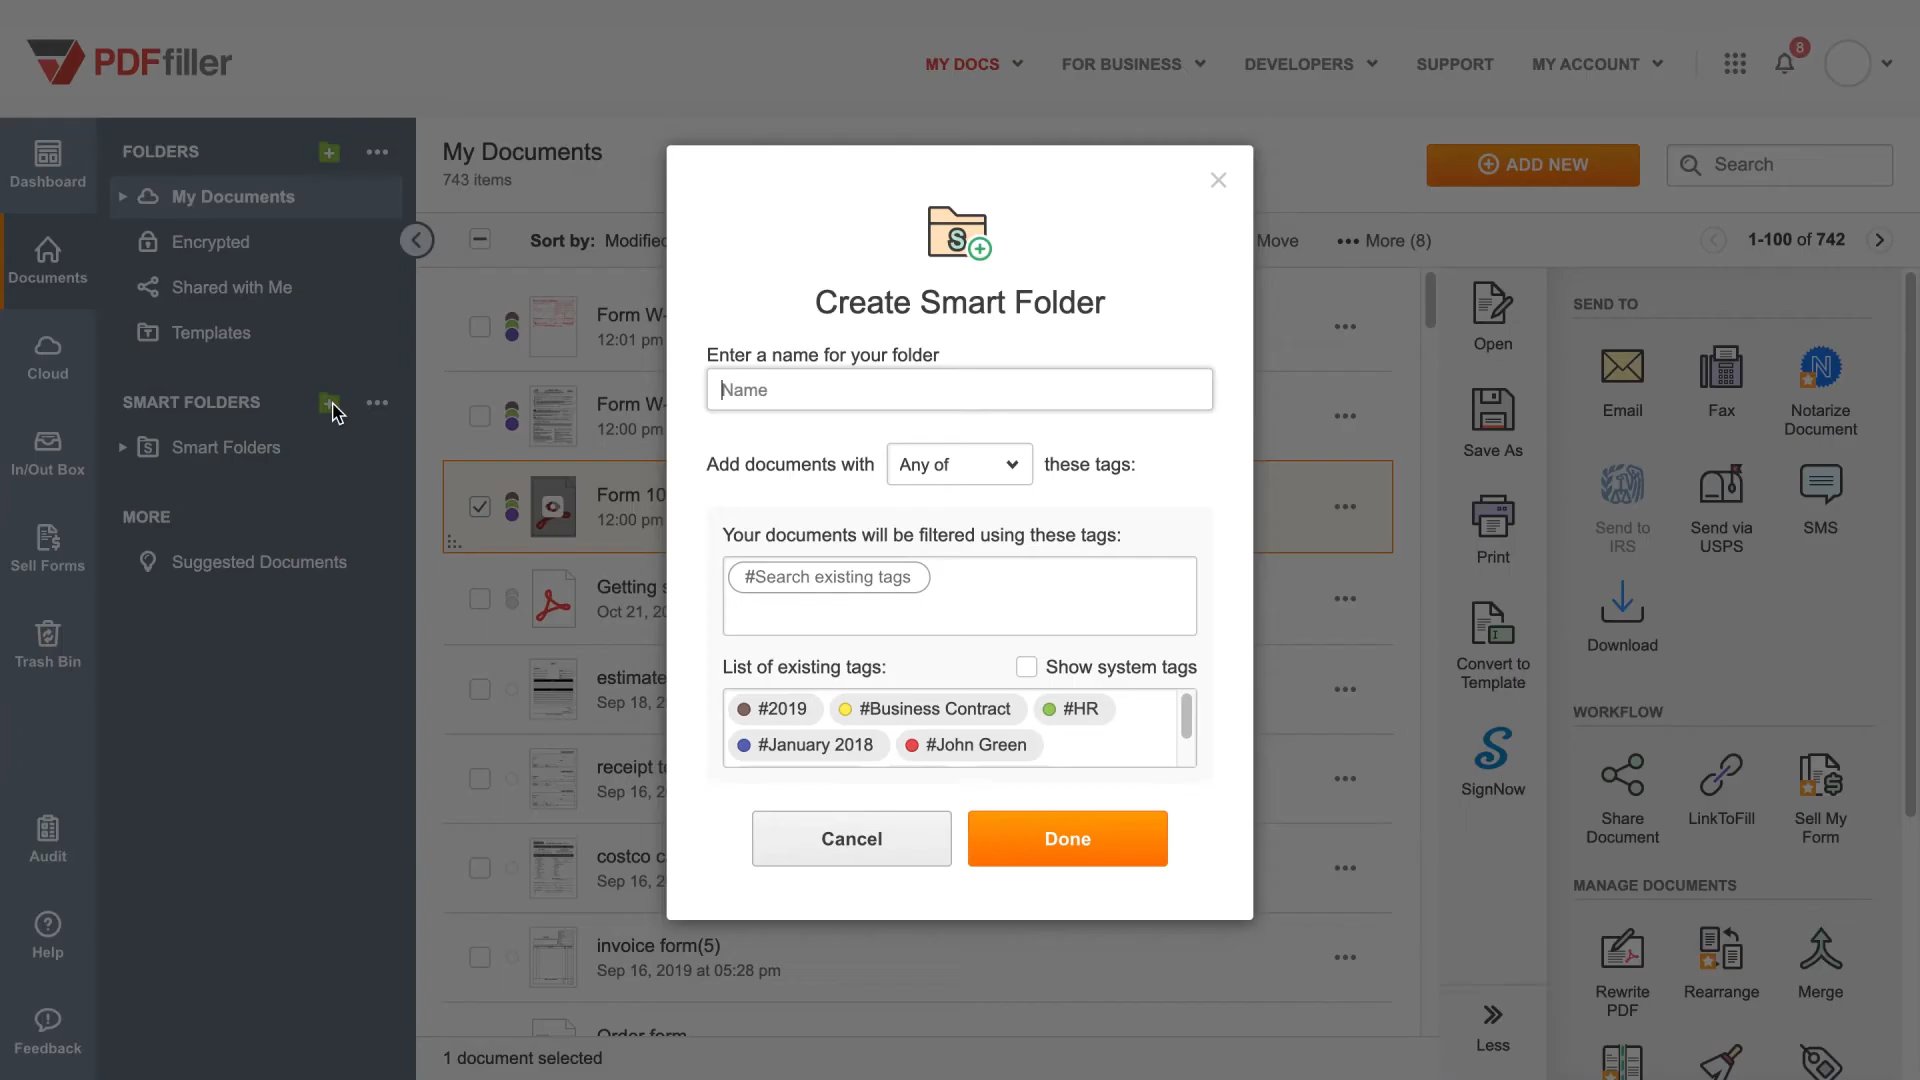 PDFfiller
MY DOCS
FOR BUSINESS
DEVELOPERS
SUPPORT
MY ACCOUNT
8
Dashboard
Documents
Cloud
In/Out Box
Sell Forms
Trash Bin
Audit
Help
Feedback
FOLDERS
My Documents
Encrypted
Shared with Me
Templates
SMART FOLDERS
Smart Folders
MORE
Suggested Documents
My Documents
743 items
ADD NEW
Search
Sort by: Modified
Move
More (8)
1-100 of 742
Form W-
12:01 pm
Form W-
12:00 pm
Form 10
12:00 pm
Getting
Oct 21, 20
estimate
Sep 18, 2
receipt
Sep 16, 2
costco
Sep 16, 2
invoice form(5)
Sep 16, 2019 at 05:28 pm
Order form
1 document selected
Create Smart Folder
Enter a name for your folder
Name
Add documents with Any of these tags:
Your documents will be filtered using these tags:
#Search existing tags
List of existing tags:
Show system tags
#2019
#Business Contract
#HR
#January 2018
#John Green
Cancel
Done
Open
Save As
Print
Convert to
Template
SignNow
Less
SEND TO
Email
Fax
Notarize
Document
Send to
IRS
Send via
USPS
SMS
Download
WORKFLOW
Share
Document
LinkToFill
Sell My
Form
MANAGE DOCUMENTS
Rewrite
PDF
Rearrange
Merge